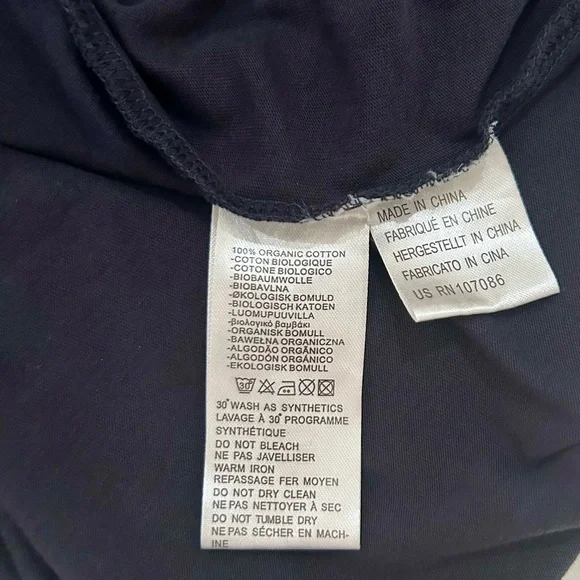 100% ORGANIC COTTON
-COTON BIOLOGIQUE
-COTONE BIOLOGICO
-BIOBAUMWOLLE
-BIOBAVLNA
-ØKOLOGISK BOMULD
-BIOLOGISCH KATOEN
-LUOMUPUUVILLA
-βιολογικό βαμβάκι
-ORGANISK BOMULL
-BAWEŁNA ORGANICZNA
-ALGODÃO ORGÂNICO
-ALGODÓN ORGÁNICO
-EKOLOGISK BOMULL
30°
30° WASH AS SYNTHETICS
LAVAGE À 30° PROGRAMME
SYNTHÉTIQUE
DO NOT BLEACH
NE PAS JAVELLISER
WARM IRON
REPASSAGE FER MOYEN
DO NOT DRY CLEAN
NE PAS NETTOYER À SEC
DO NOT TUMBLE DRY
NE PAS SÉCHER EN MACH-
INE
MADE IN CHINA
FABRIQUÉ EN CHINE
HERGESTELLT IN CHINA
FABRICATO IN CINA
US RN107086